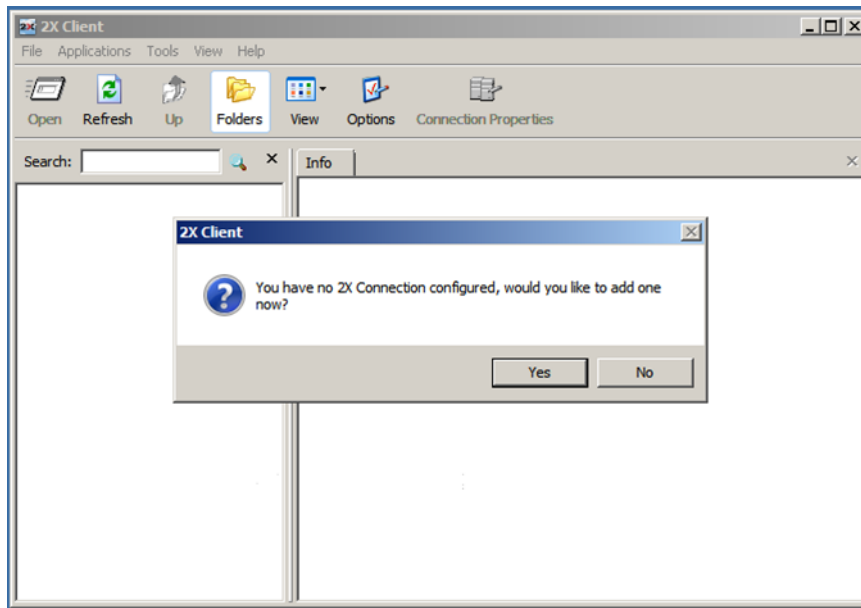 2X 2X Client
File Applications Tools View Help
Open Refresh Up Folders View Options Connection Properties
Search:
Info
2X Client
You have no 2X Connection configured, would you like to add one
now?
Yes No